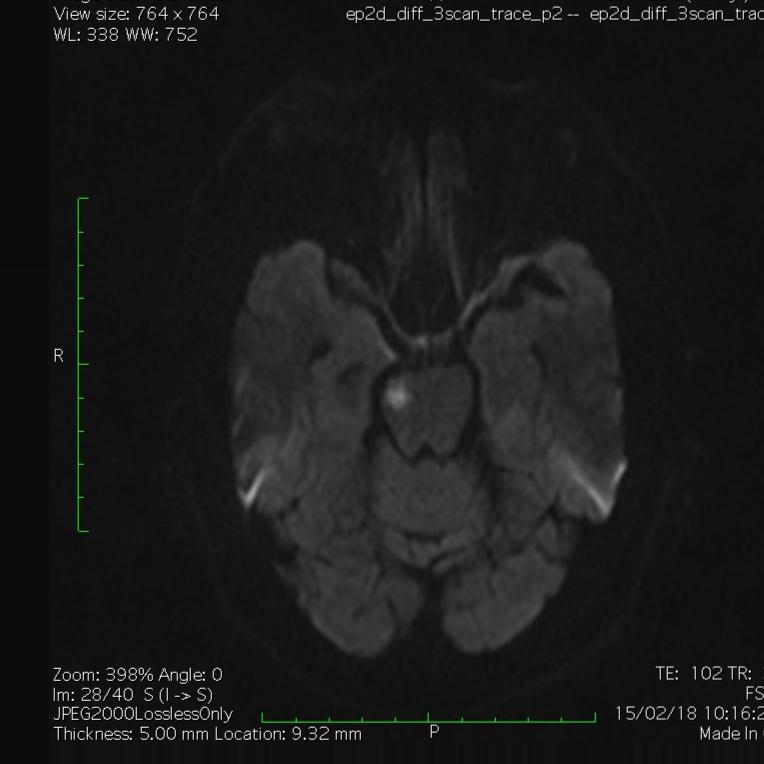 View size: 764 x 764
ep2d_diff_3scan_trace_p2 -- ep2d_diff_3scan_trac
WL: 338 WW: 752
R
Zoom: 398% Angle: 0
TE: 102 TR:
Im: 28/40 S (I -> S)
FS
JPEG2000LosslessOnly
15/02/18 10:16:2
Thickness: 5.00 mm Location: 9.32 mm
P
Made In